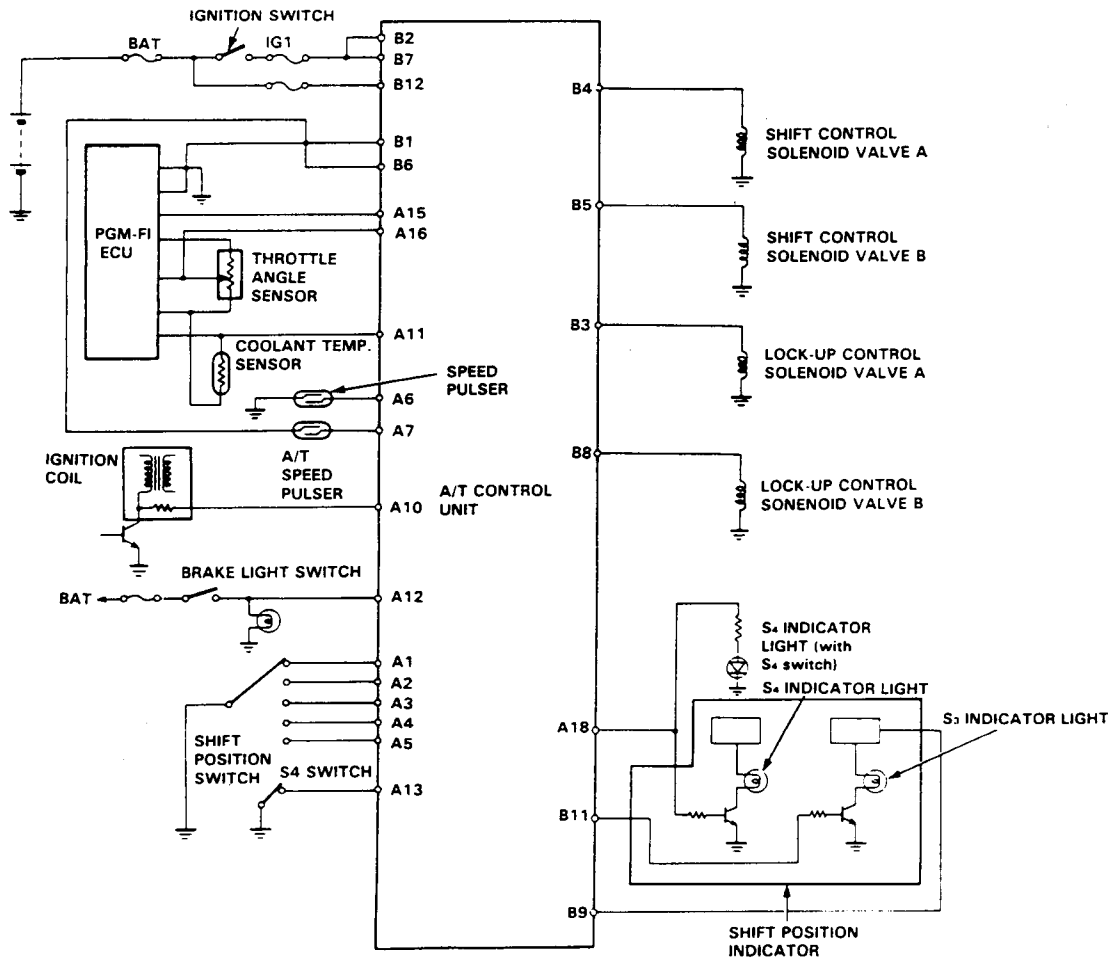 IGNITION SWITCH
BAT
IG1
B2
B7
B12
B1
B6
A15
A16
PGM-FI
ECU
THROTTLE
ANGLE
SENSOR
A11
COOLANT TEMP.
SENSOR
SPEED
PULSER
A6
A7
A/T
SPEED
PULSER
IGNITION
COIL
A10
A/T CONTROL
UNIT
BRAKE LIGHT SWITCH
BAT
A12
A1
A2
A3
A4
A5
SHIFT
POSITION
SWITCH
S4 SWITCH
A13
B4
SHIFT CONTROL
SOLENOID VALVE A
B5
SHIFT CONTROL
SOLENOID VALVE B
B3
LOCK-UP CONTROL
SOLENOID VALVE A
B8
LOCK-UP CONTROL
SONENOID VALVE B
S4 INDICATOR
LIGHT (with
S4 switch)
S4 INDICATOR LIGHT
A18
S3 INDICATOR LIGHT
B11
B9
SHIFT POSITION
INDICATOR